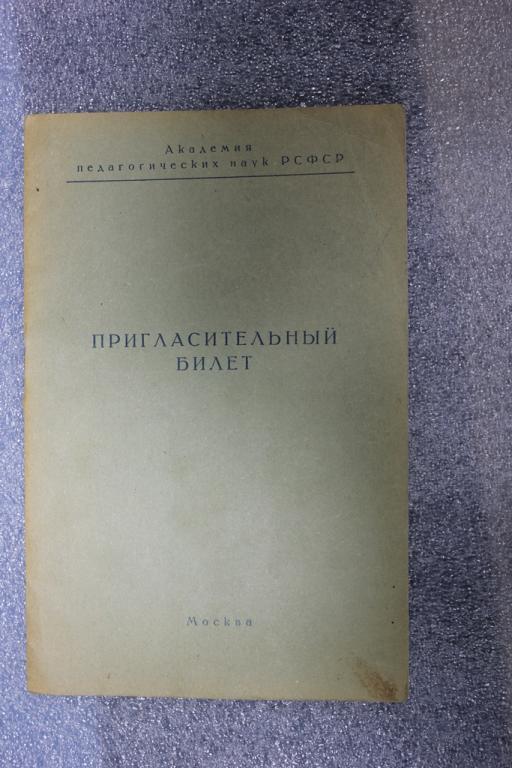 Академия
педагогических наук РСФСР
ПРИГЛАСИТЕЛЬНЫЙ
БИЛЕТ
Москва